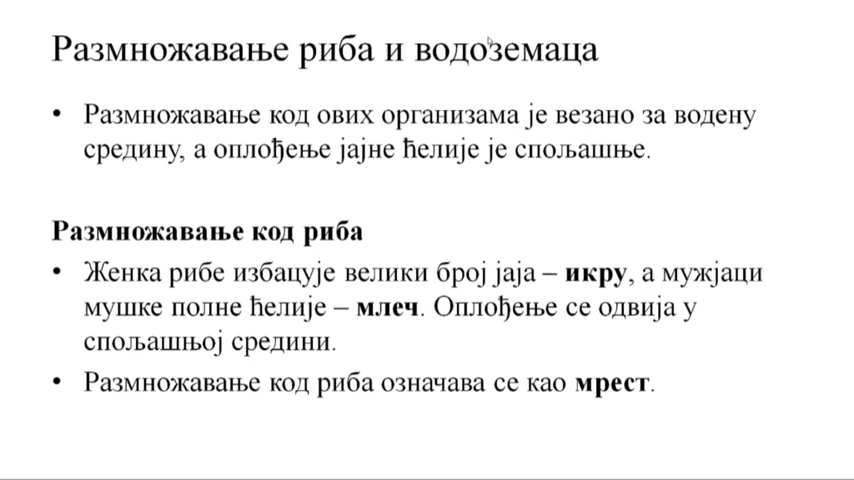 Размножавање риба и водоземаца
• Размножавање код ових организама је везано за водену
средину, а оплођење јајне ћелије је спољашње.
Размножавање код риба
• Женка рибе избацује велики број јаја – икру, а мужјаци
мушке полне ћелије – млеч. Оплођење се одвија у
спољашњој средини.
• Размножавање код риба означава се као мрест.